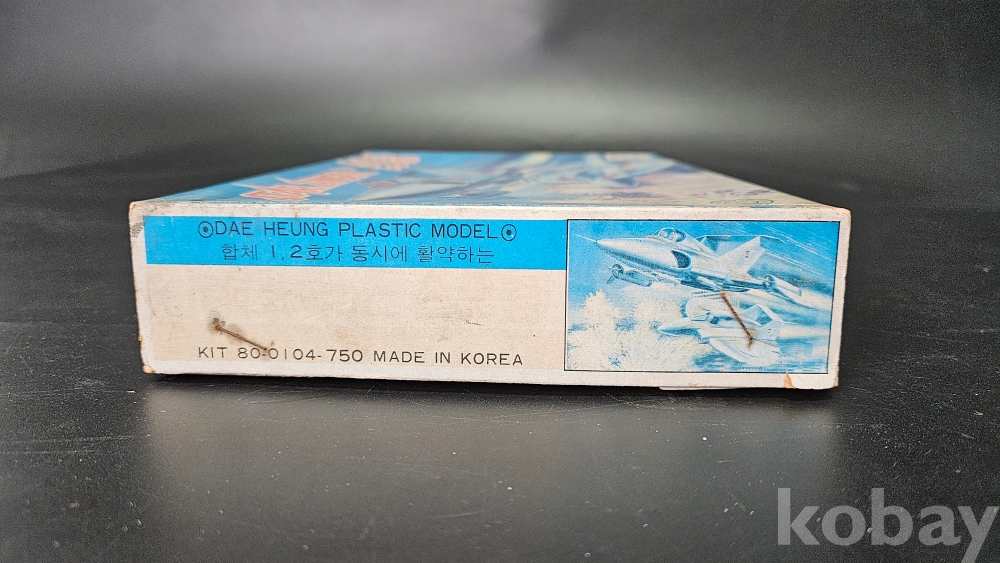 ◉DAE HEUNG PLASTIC MODEL◉
합체 1, 2호가 동시에 활약하는
KIT 80-0104-750 MADE IN KOREA
kobay